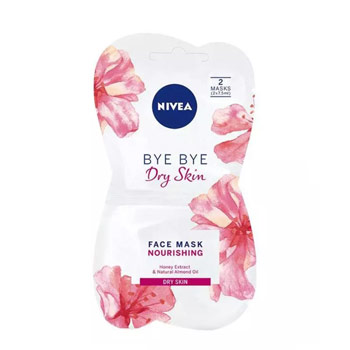 2
MASKS
(2x7,5ml)
NIVEA
BYE BYE
Dry Skin
FACE MASK
NOURISHING
Honey Extract
& Natural Almond Oil
DRY SKIN